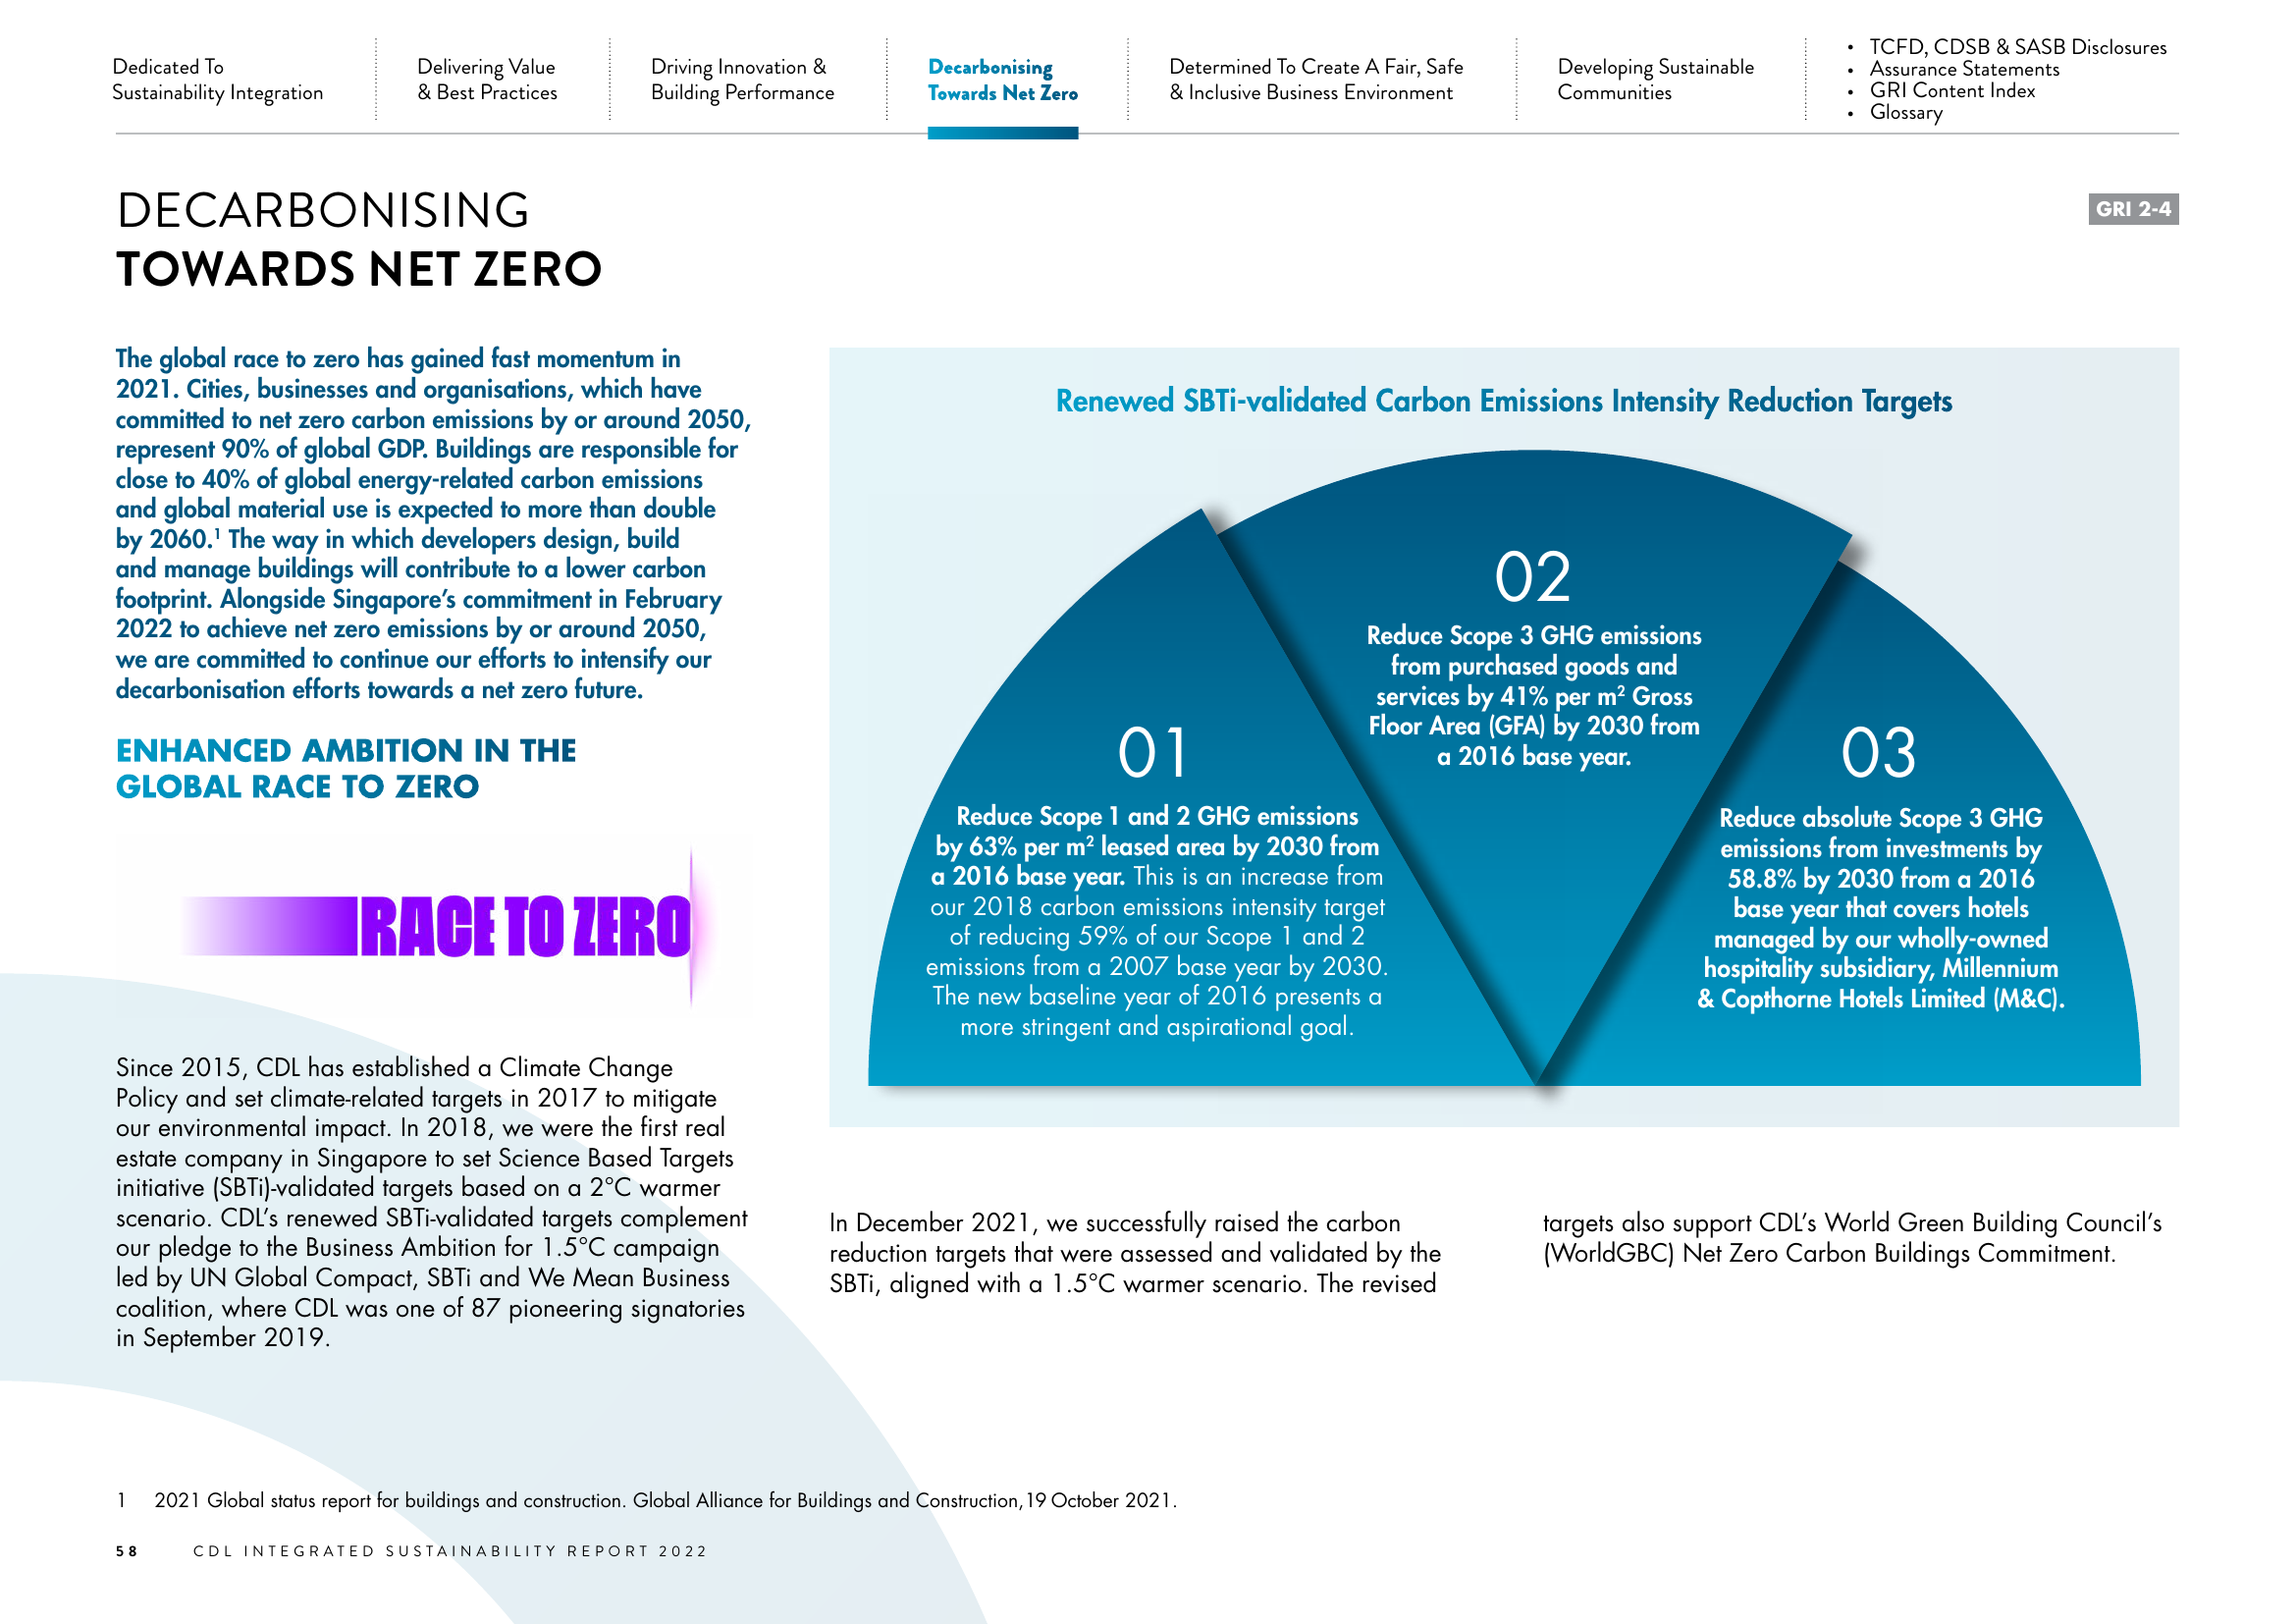 Dedicated To
Sustainability Integration
Delivering Value
& Best Practices
Driving Innovation &
Building Performance
Decarbonising
Towards Net Zero
Determined To Create A Fair, Safe
& Inclusive Business Environment
Developing Sustainable
Communities
• TCFD, CDSB & SASB Disclosures
• Assurance Statements
• GRI Content Index
• Glossary
DECARBONISING
TOWARDS NET ZERO
GRI 2-4
The global race to zero has gained fast momentum in
2021. Cities, businesses and organisations, which have
committed to net zero carbon emissions by or around 2050,
represent 90% of global GDP. Buildings are responsible for
close to 40% of global energy-related carbon emissions
and global material use is expected to more than double
by 2060.¹ The way in which developers design, build
and manage buildings will contribute to a lower carbon
footprint. Alongside Singapore’s commitment in February
2022 to achieve net zero emissions by or around 2050,
we are committed to continue our efforts to intensify our
decarbonisation efforts towards a net zero future.
ENHANCED AMBITION IN THE
GLOBAL RACE TO ZERO
RACE TO ZERO
Since 2015, CDL has established a Climate Change
Policy and set climate-related targets in 2017 to mitigate
our environmental impact. In 2018, we were the first real
estate company in Singapore to set Science Based Targets
initiative (SBTi)-validated targets based on a 2°C warmer
scenario. CDL’s renewed SBTi-validated targets complement
our pledge to the Business Ambition for 1.5°C campaign
led by UN Global Compact, SBTi and We Mean Business
coalition, where CDL was one of 87 pioneering signatories
in September 2019.
Renewed SBTi-validated Carbon Emissions Intensity Reduction Targets
01
Reduce Scope 1 and 2 GHG emissions
by 63% per m² leased area by 2030 from
a 2016 base year. This is an increase from
our 2018 carbon emissions intensity target
of reducing 59% of our Scope 1 and 2
emissions from a 2007 base year by 2030.
The new baseline year of 2016 presents a
more stringent and aspirational goal.
02
Reduce Scope 3 GHG emissions
from purchased goods and
services by 41% per m² Gross
Floor Area (GFA) by 2030 from
a 2016 base year.
03
Reduce absolute Scope 3 GHG
emissions from investments by
58.8% by 2030 from a 2016
base year that covers hotels
managed by our wholly-owned
hospitality subsidiary, Millennium
& Copthorne Hotels Limited (M&C).
In December 2021, we successfully raised the carbon
reduction targets that were assessed and validated by the
SBTi, aligned with a 1.5°C warmer scenario. The revised
targets also support CDL’s World Green Building Council’s
(WorldGBC) Net Zero Carbon Buildings Commitment.
1 2021 Global status report for buildings and construction. Global Alliance for Buildings and Construction,19 October 2021.
58 CDL INTEGRATED SUSTAINABILITY REPORT 2022